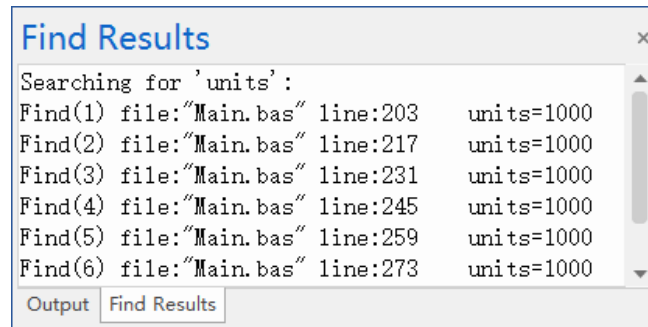 Find Results
Searching for 'units':
Find(1) file:"Main.bas" line:203 units=1000
Find(2) file:"Main.bas" line:217 units=1000
Find(3) file:"Main.bas" line:231 units=1000
Find(4) file:"Main.bas" line:245 units=1000
Find(5) file:"Main.bas" line:259 units=1000
Find(6) file:"Main.bas" line:273 units=1000
Output Find Results